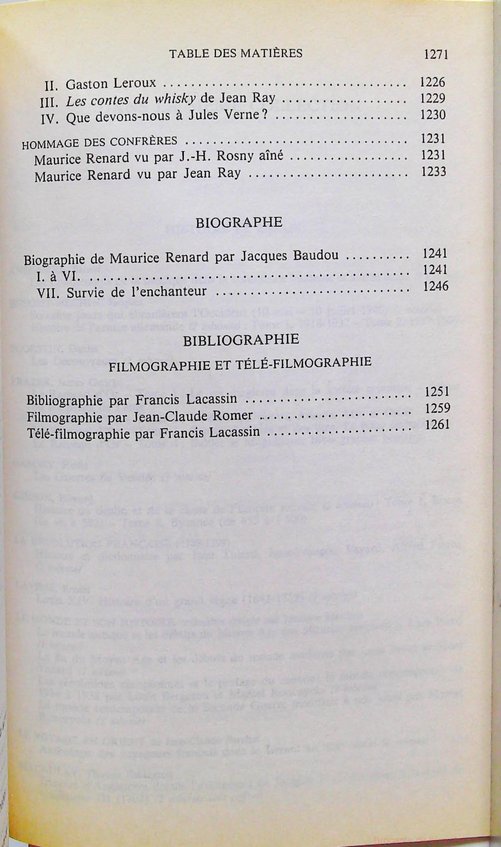 TABLE DES MATIÈRES 1271
II. Gaston Leroux .................................... 1226
III. Les contes du whisky de Jean Ray .................... 1229
IV. Que devons-nous à Jules Verne ? ..................... 1230
HOMMAGE DES CONFRÈRES .................................. 1231
Maurice Renard vu par J.-H. Rosny aîné .................. 1231
Maurice Renard vu par Jean Ray ........................ 1233
BIOGRAPHE
Biographie de Maurice Renard par Jacques Baudou .......... 1241
I. à VI. ................................................ 1241
VII. Survie de l'enchanteur ............................. 1246
BIBLIOGRAPHIE
FILMOGRAPHIE ET TÉLÉ-FILMOGRAPHIE
Bibliographie par Francis Lacassin ......................... 1251
Filmographie par Jean-Claude Romer ....................... 1259
Télé-filmographie par Francis Lacassin ...................... 1261